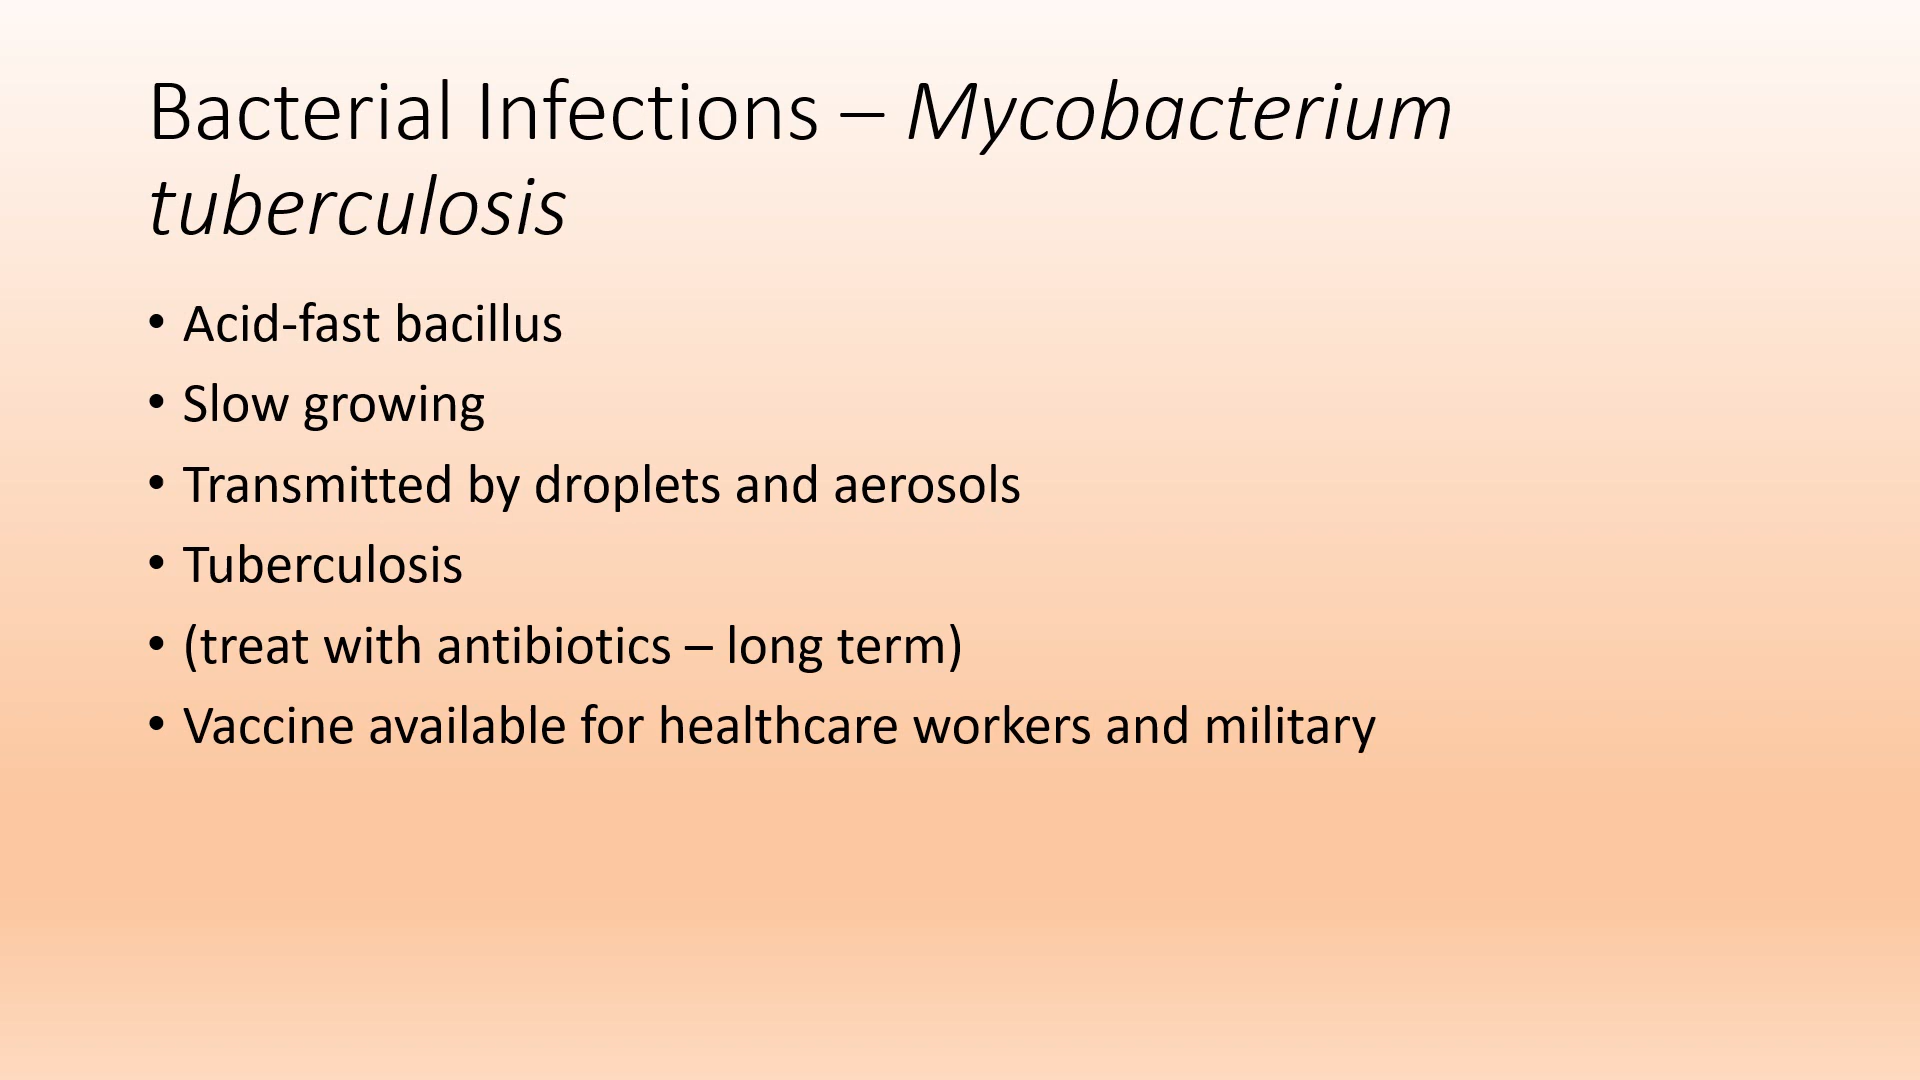 Bacterial Infections – Mycobacterium
tuberculosis
• Acid-fast bacillus
• Slow growing
• Transmitted by droplets and aerosols
• Tuberculosis
• (treat with antibiotics – long term)
• Vaccine available for healthcare workers and military